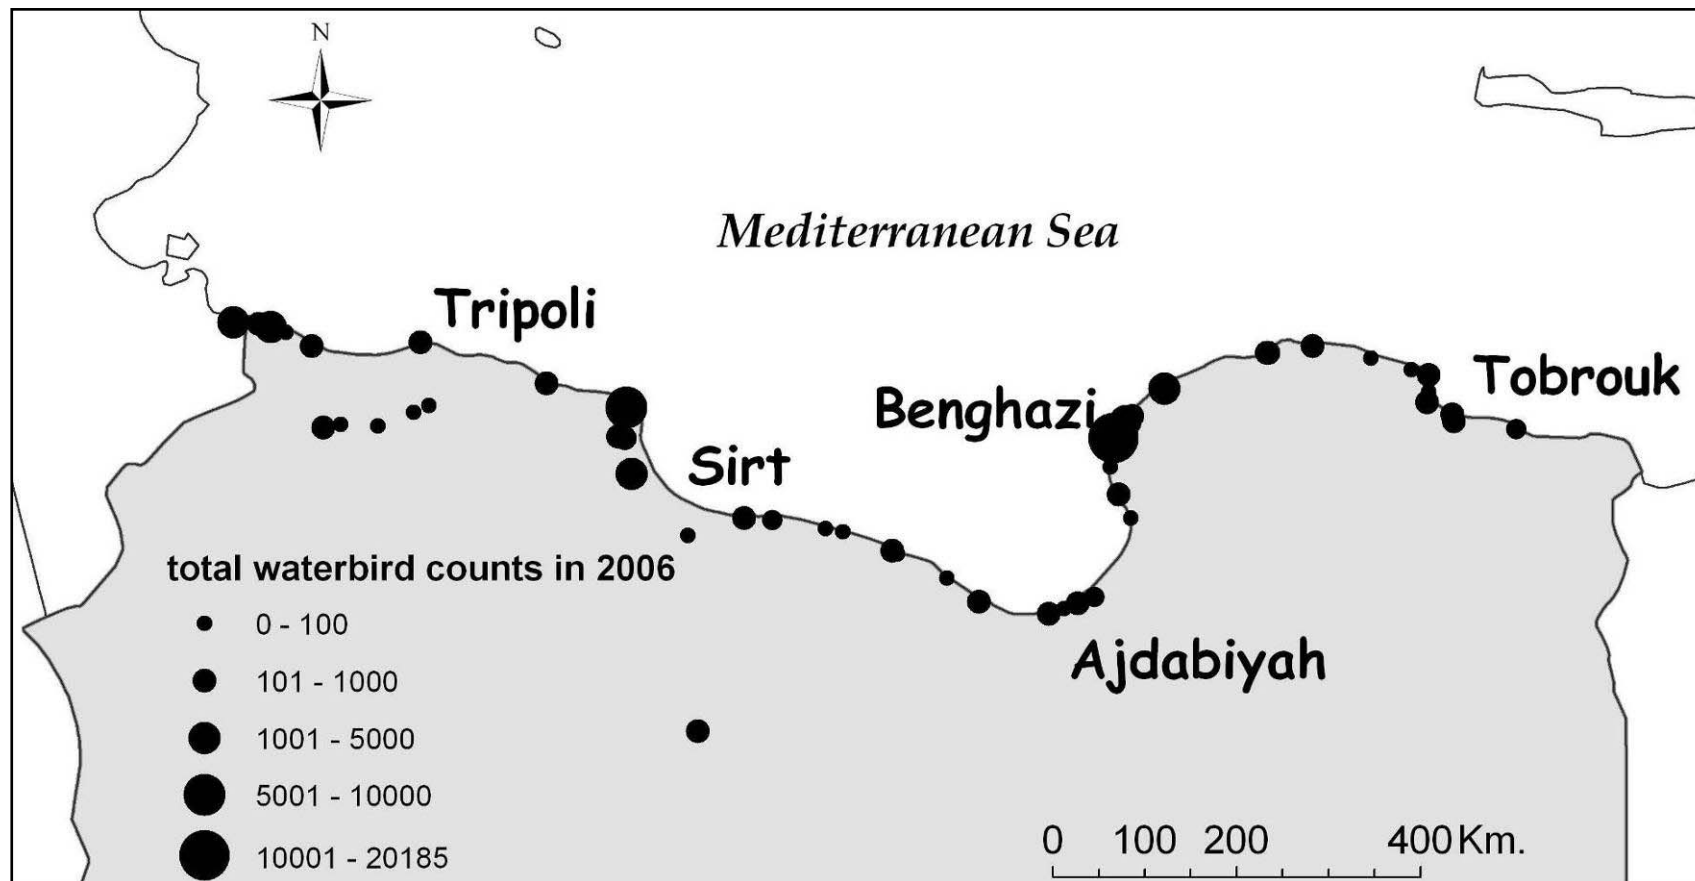 N
Mediterranean Sea
Tripoli
Benghazi
Tobrouk
Sirt
Ajdabiyah
total waterbird counts in 2006
0 - 100
101 - 1000
1001 - 5000
5001 - 10000
10001 - 20185
0 100 200 400 Km.